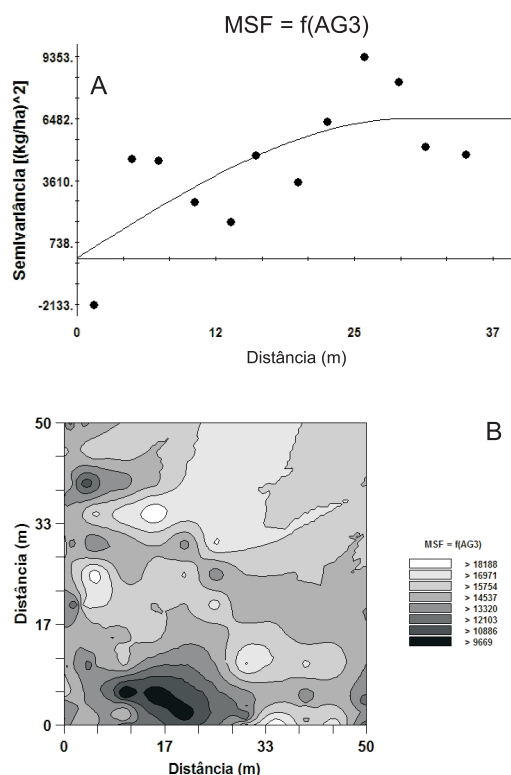 MSF = f(AG3)
A
Semivariância [(kg/ha)^2]
9353.
6482.
3610.
738.
-2133.
0 12 25 37
Distância (m)
B
Distância (m)
50
33
17
0
0 17 33 50
Distância (m)
MSF = f(AG3)
> 18188
> 16971
> 15754
> 14537
> 13320
> 12103
> 10886
> 9669